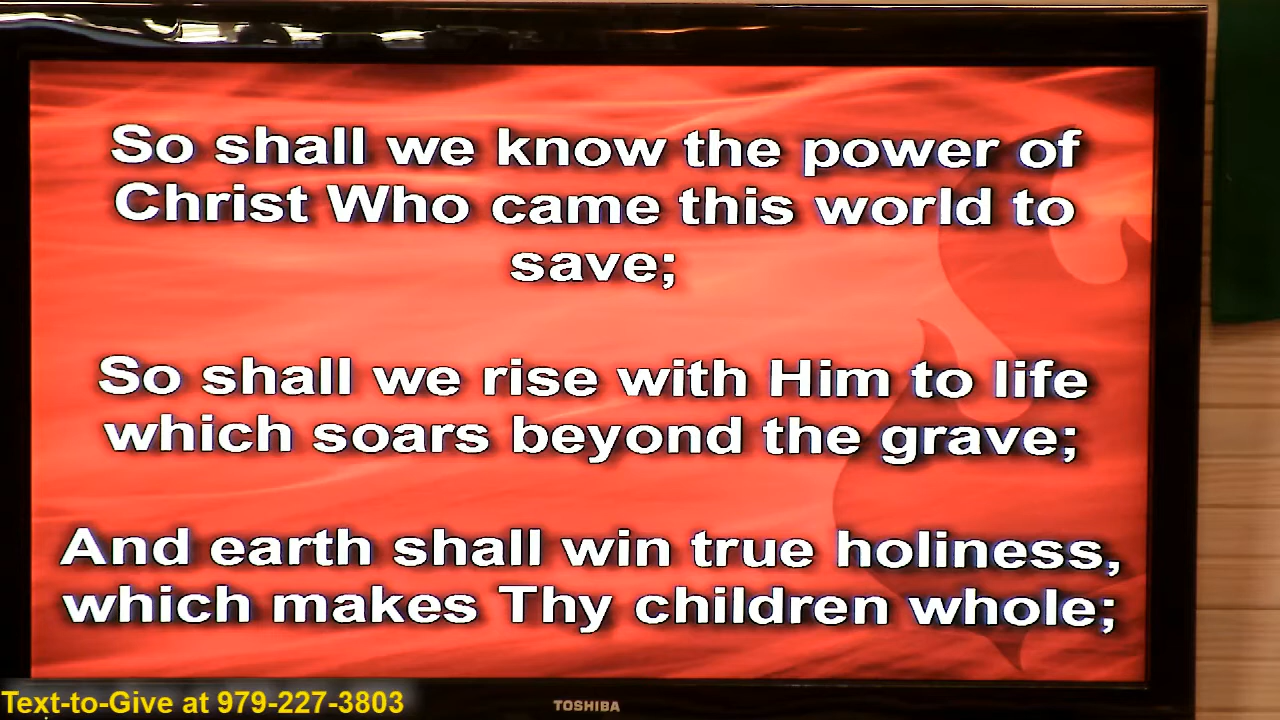 So shall we know the power of
Christ Who came this world to
save;
So shall we rise with Him to life
which soars beyond the grave;
And earth shall win true holiness,
which makes Thy children whole;
Text-to-Give at 979-227-3803
TOSHIBA